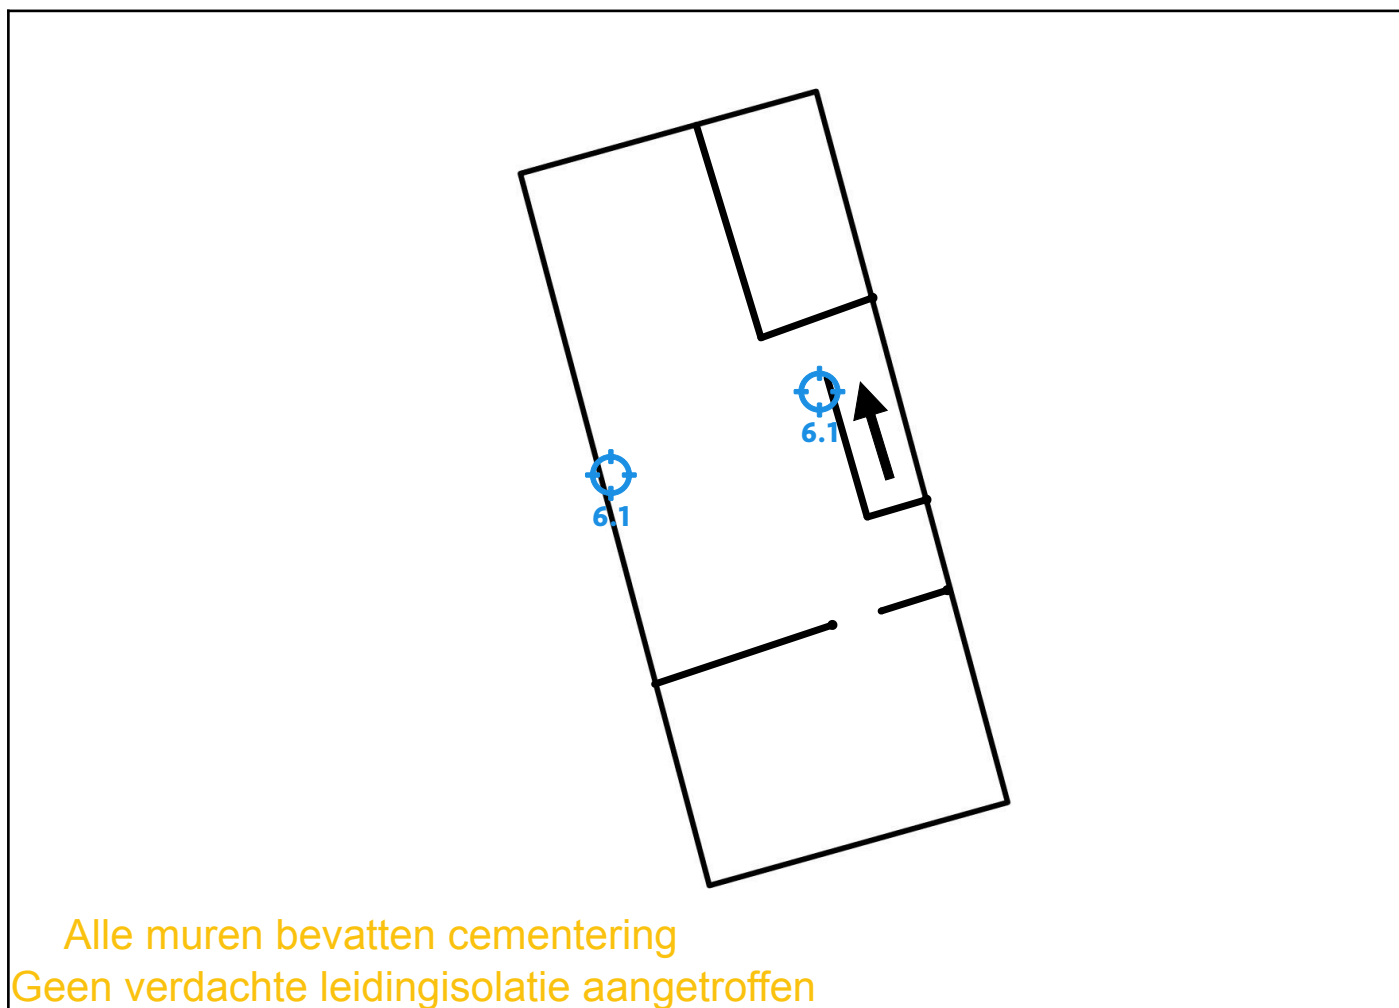 6.1
6.1
Alle muren bevatten cementering
Geen verdachte leidingisolatie aangetroffen